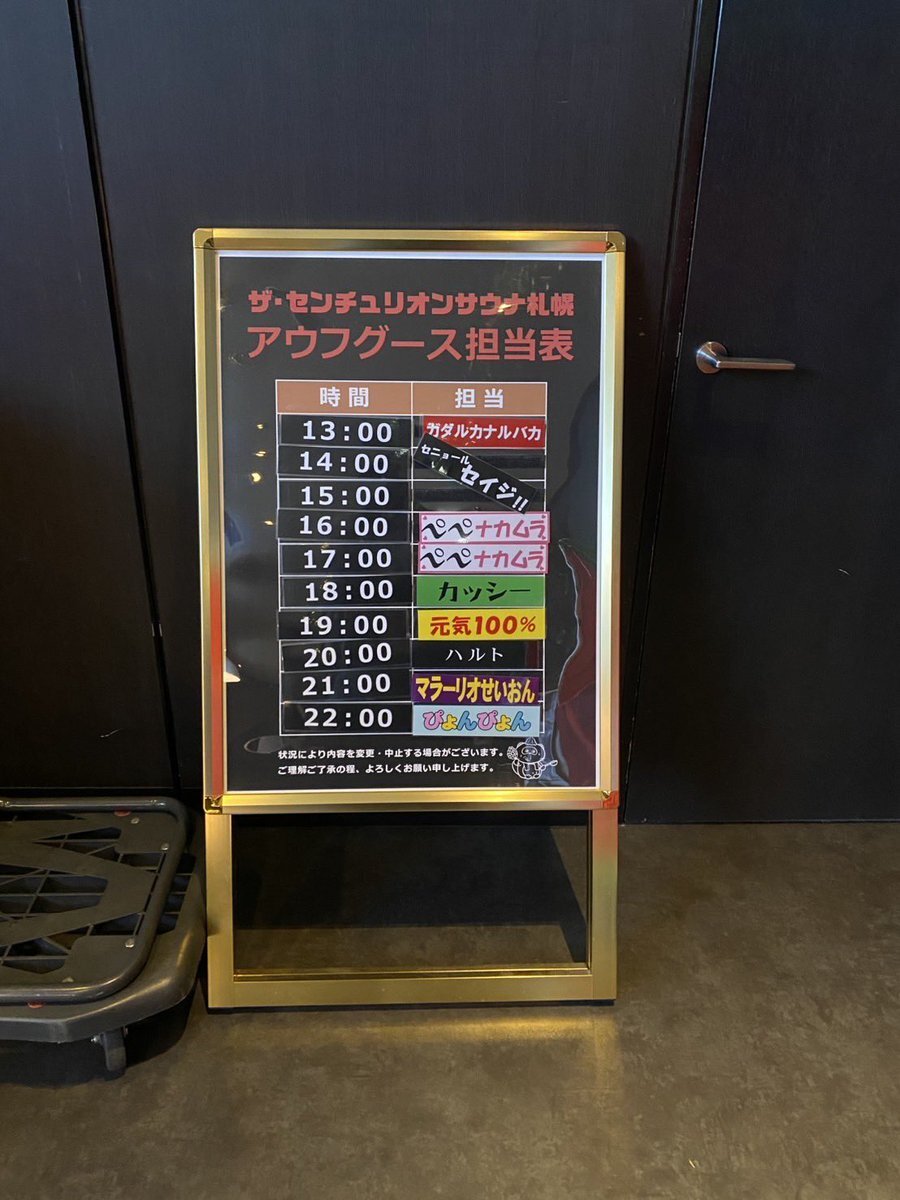 ザ・センチュリオンサウナ札幌
アウフグース担当表
時間 担当
13:00 ガダルカナルバカ
14:00 セニョール
セイジ!!
15:00
16:00 ペペナカムラ
17:00 ペペナカムラ
18:00 カッシー
19:00 元気100%
20:00 ハルト
21:00 マラーリオせいおん
22:00 ぴょんぴょん
状況により内容を変更・中止する場合がございます。
ご理解ご了承の程、よろしくお願い申し上げます。